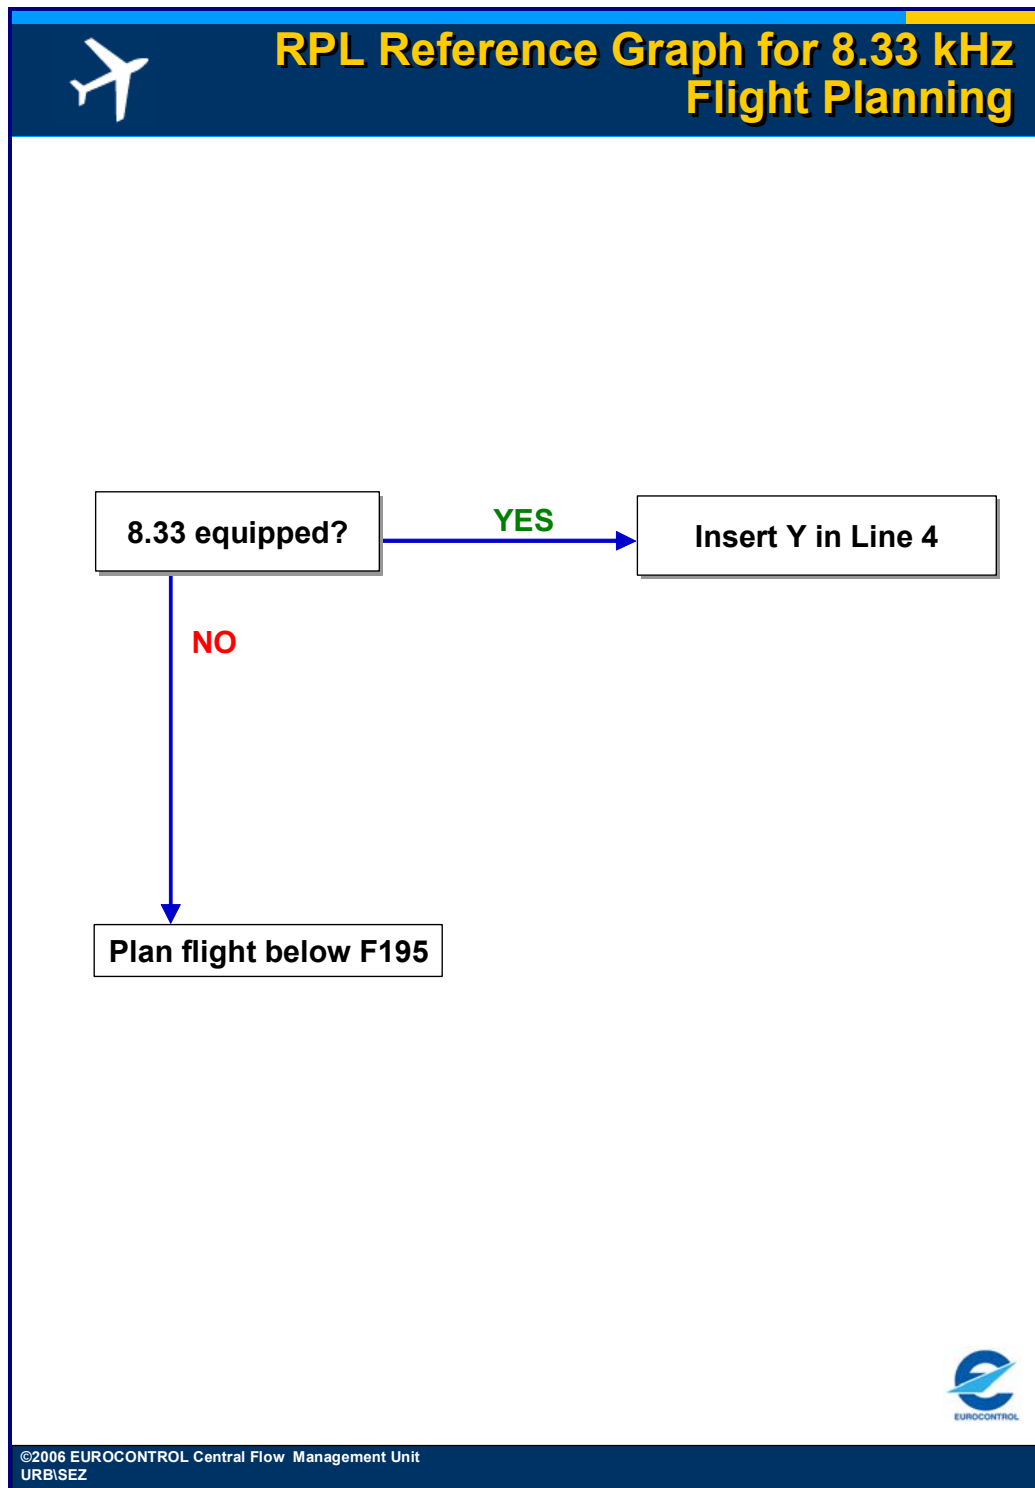 RPL Reference Graph for 8.33 kHz
Flight Planning
8.33 equipped?
YES
Insert Y in Line 4
NO
Plan flight below F195
EUROCONTROL
©2006 EUROCONTROL Central Flow Management Unit
URB\SEZ